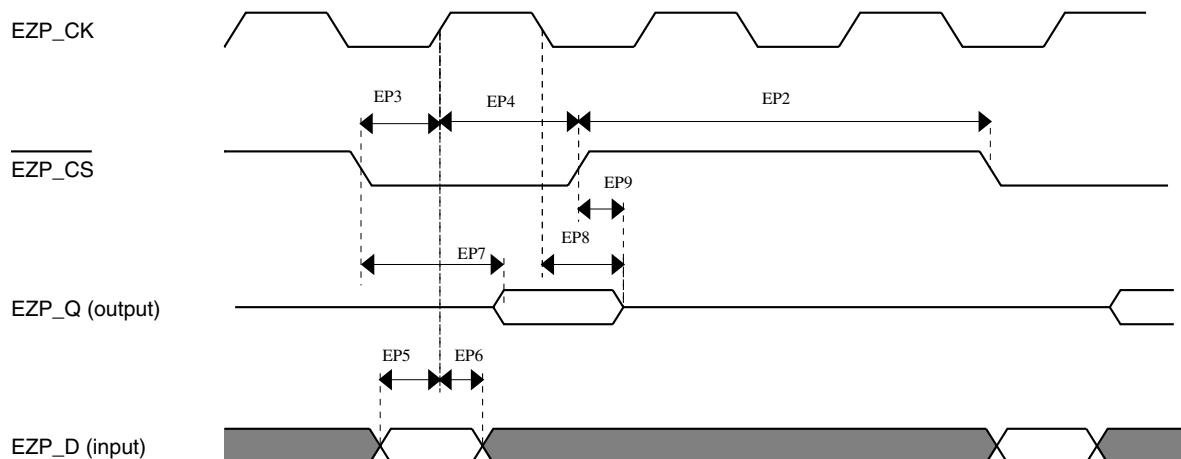 EZP_CK
EP3 EP4 EP2
EZP_CS
EP9
EP8
EP7
EZP_Q (output)
EP5 EP6
EZP_D (input)